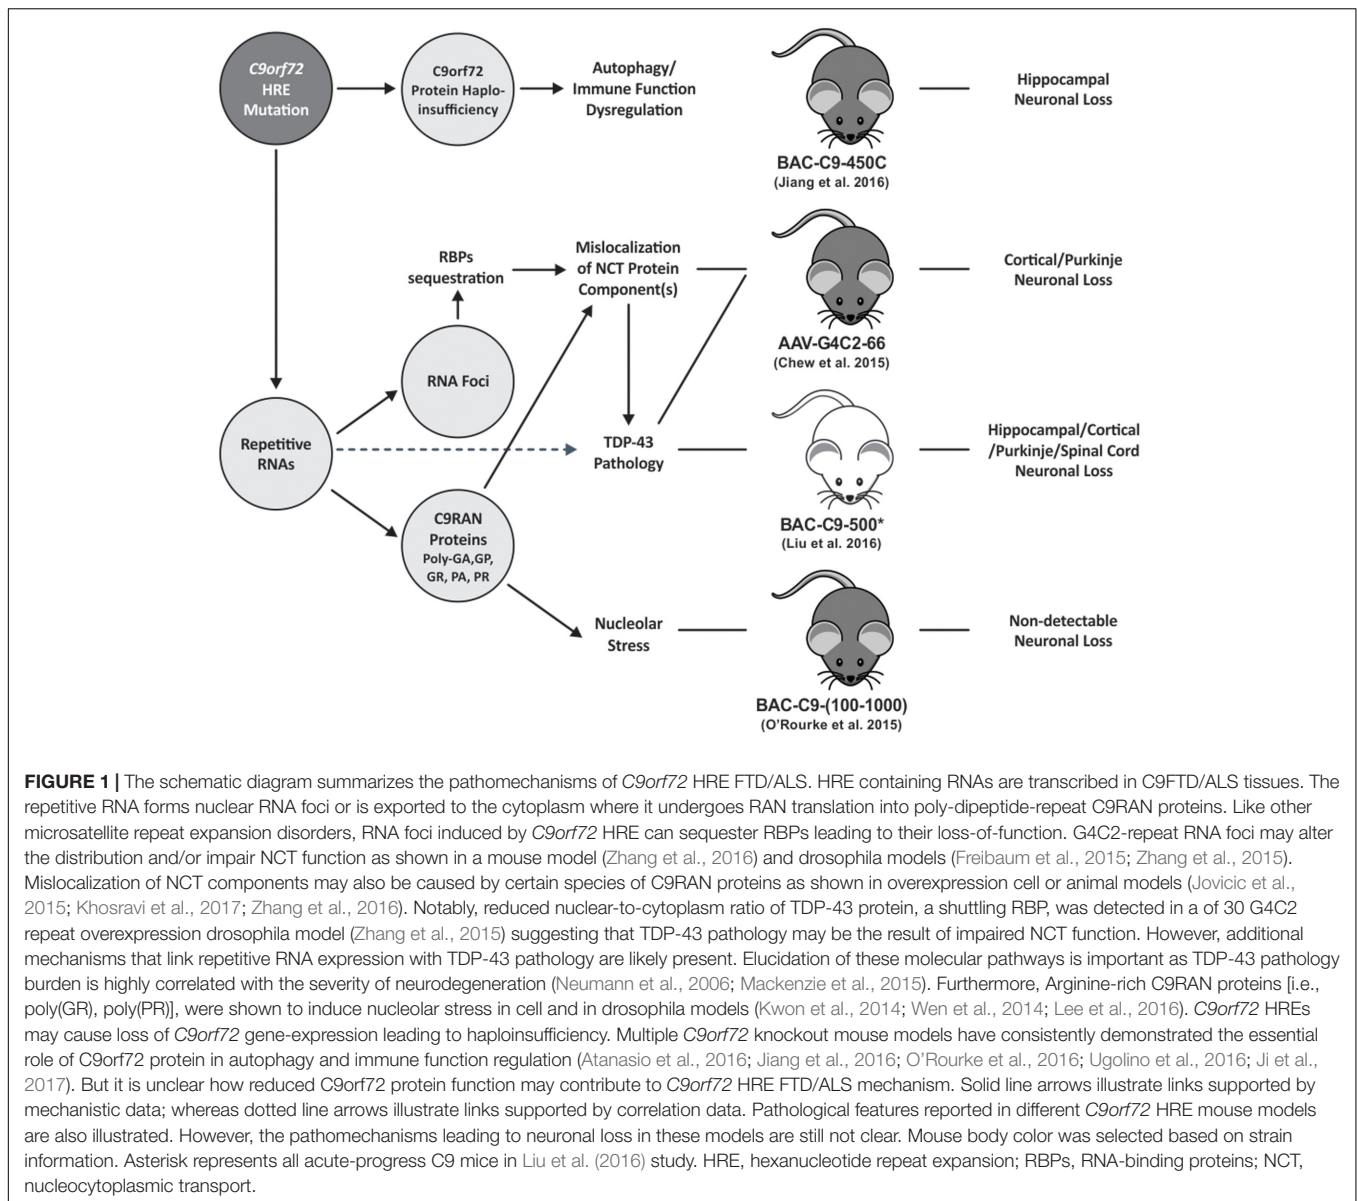 C9orf72
HRE
Mutation
C9orf72
Protein Haplo-
insufficiency
Autophagy/
Immune Function
Dysregulation
BAC-C9-450C
(Jiang et al. 2016)
Hippocampal
Neuronal Loss
RBPs
sequestration
Mislocalization
of NCT Protein
Component(s)
AAV-G4C2-66
(Chew et al. 2015)
Cortical/Purkinje
Neuronal Loss
RNA Foci
Repetitive
RNAs
TDP-43
Pathology
BAC-C9-500*
(Liu et al. 2016)
Hippocampal/Cortical
/Purkinje/Spinal Cord
Neuronal Loss
C9RAN
Proteins
Poly-GA,GP,
GR, PA, PR
Nucleolar
Stress
BAC-C9-(100-1000)
(O'Rourke et al. 2015)
Non-detectable
Neuronal Loss
FIGURE 1 | The schematic diagram summarizes the pathomechanisms of C9orf72 HRE FTD/ALS. HRE containing RNAs are transcribed in C9FTD/ALS tissues. The
repetitive RNA forms nuclear RNA foci or is exported to the cytoplasm where it undergoes RAN translation into poly-dipeptide-repeat C9RAN proteins. Like other
microsatellite repeat expansion disorders, RNA foci induced by C9orf72 HRE can sequester RBPs leading to their loss-of-function. G4C2-repeat RNA foci may alter
the distribution and/or impair NCT function as shown in a mouse model (Zhang et al., 2016) and drosophila models (Freibaum et al., 2015; Zhang et al., 2015).
Mislocalization of NCT components may also be caused by certain species of C9RAN proteins as shown in overexpression cell or animal models (Jovicic et al.,
2015; Khosravi et al., 2017; Zhang et al., 2016). Notably, reduced nuclear-to-cytoplasm ratio of TDP-43 protein, a shuttling RBP, was detected in a of 30 G4C2
repeat overexpression drosophila model (Zhang et al., 2015) suggesting that TDP-43 pathology may be the result of impaired NCT function. However, additional
mechanisms that link repetitive RNA expression with TDP-43 pathology are likely present. Elucidation of these molecular pathways is important as TDP-43 pathology
burden is highly correlated with the severity of neurodegeneration (Neumann et al., 2006; Mackenzie et al., 2015). Furthermore, Arginine-rich C9RAN proteins [i.e.,
poly(GR), poly(PR)], were shown to induce nucleolar stress in cell and in drosophila models (Kwon et al., 2014; Wen et al., 2014; Lee et al., 2016). C9orf72 HREs
may cause loss of C9orf72 gene-expression leading to haploinsufficiency. Multiple C9orf72 knockout mouse models have consistently demonstrated the essential
role of C9orf72 protein in autophagy and immune function regulation (Atanasio et al., 2016; Jiang et al., 2016; O'Rourke et al., 2016; Ugolino et al., 2016; Ji et al.,
2017). But it is unclear how reduced C9orf72 protein function may contribute to C9orf72 HRE FTD/ALS mechanism. Solid line arrows illustrate links supported by
mechanistic data; whereas dotted line arrows illustrate links supported by correlation data. Pathological features reported in different C9orf72 HRE mouse models
are also illustrated. However, the pathomechanisms leading to neuronal loss in these models are still not clear. Mouse body color was selected based on strain
information. Asterisk represents all acute-progress C9 mice in Liu et al. (2016) study. HRE, hexanucleotide repeat expansion; RBPs, RNA-binding proteins; NCT,
nucleocytoplasmic transport.